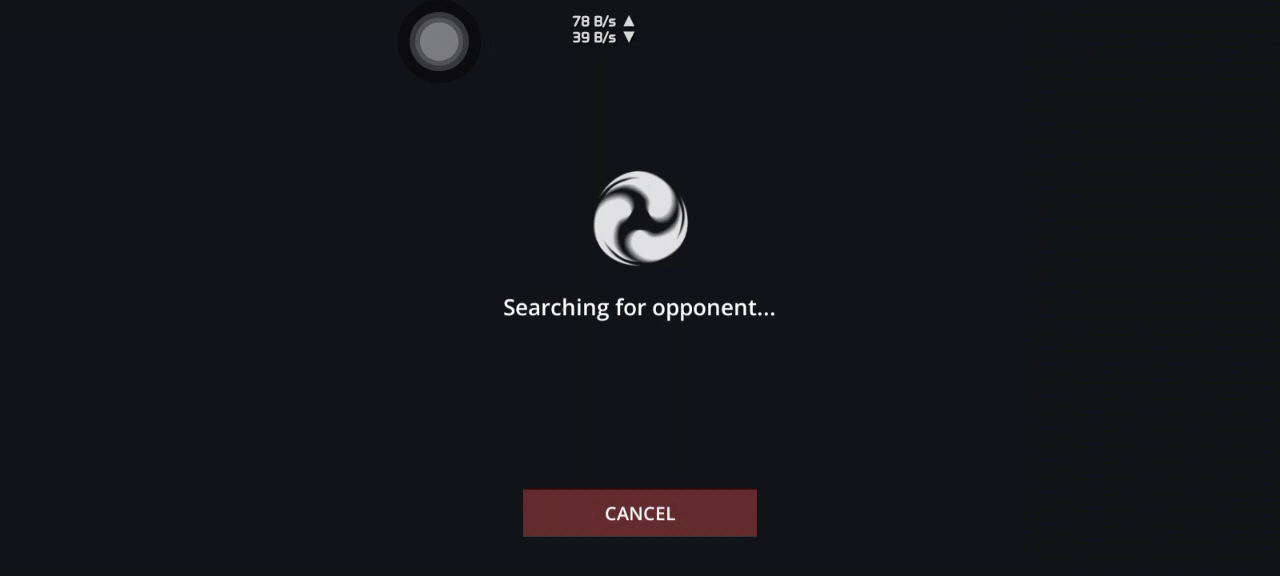 78 B/s ▲
39 B/s ▼
Searching for opponent...
CANCEL